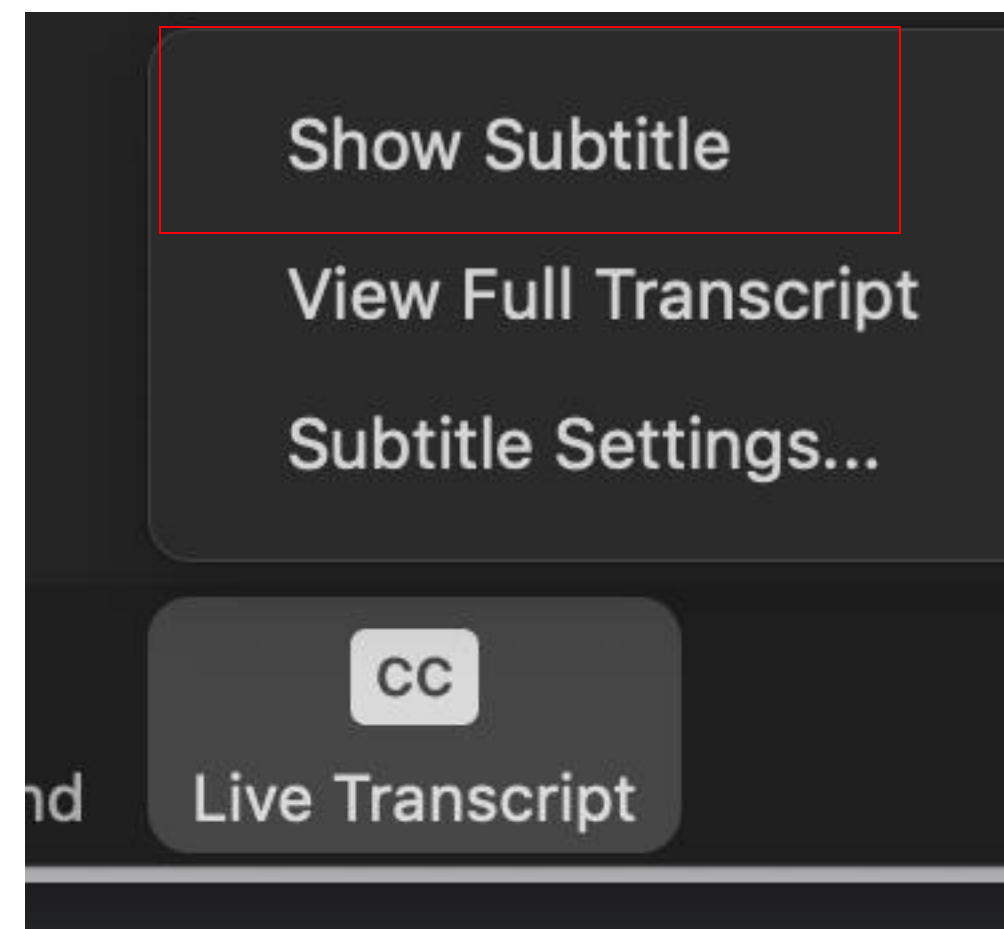 Show Subtitle
View Full Transcript
Subtitle Settings...
CC
nd
Live Transcript